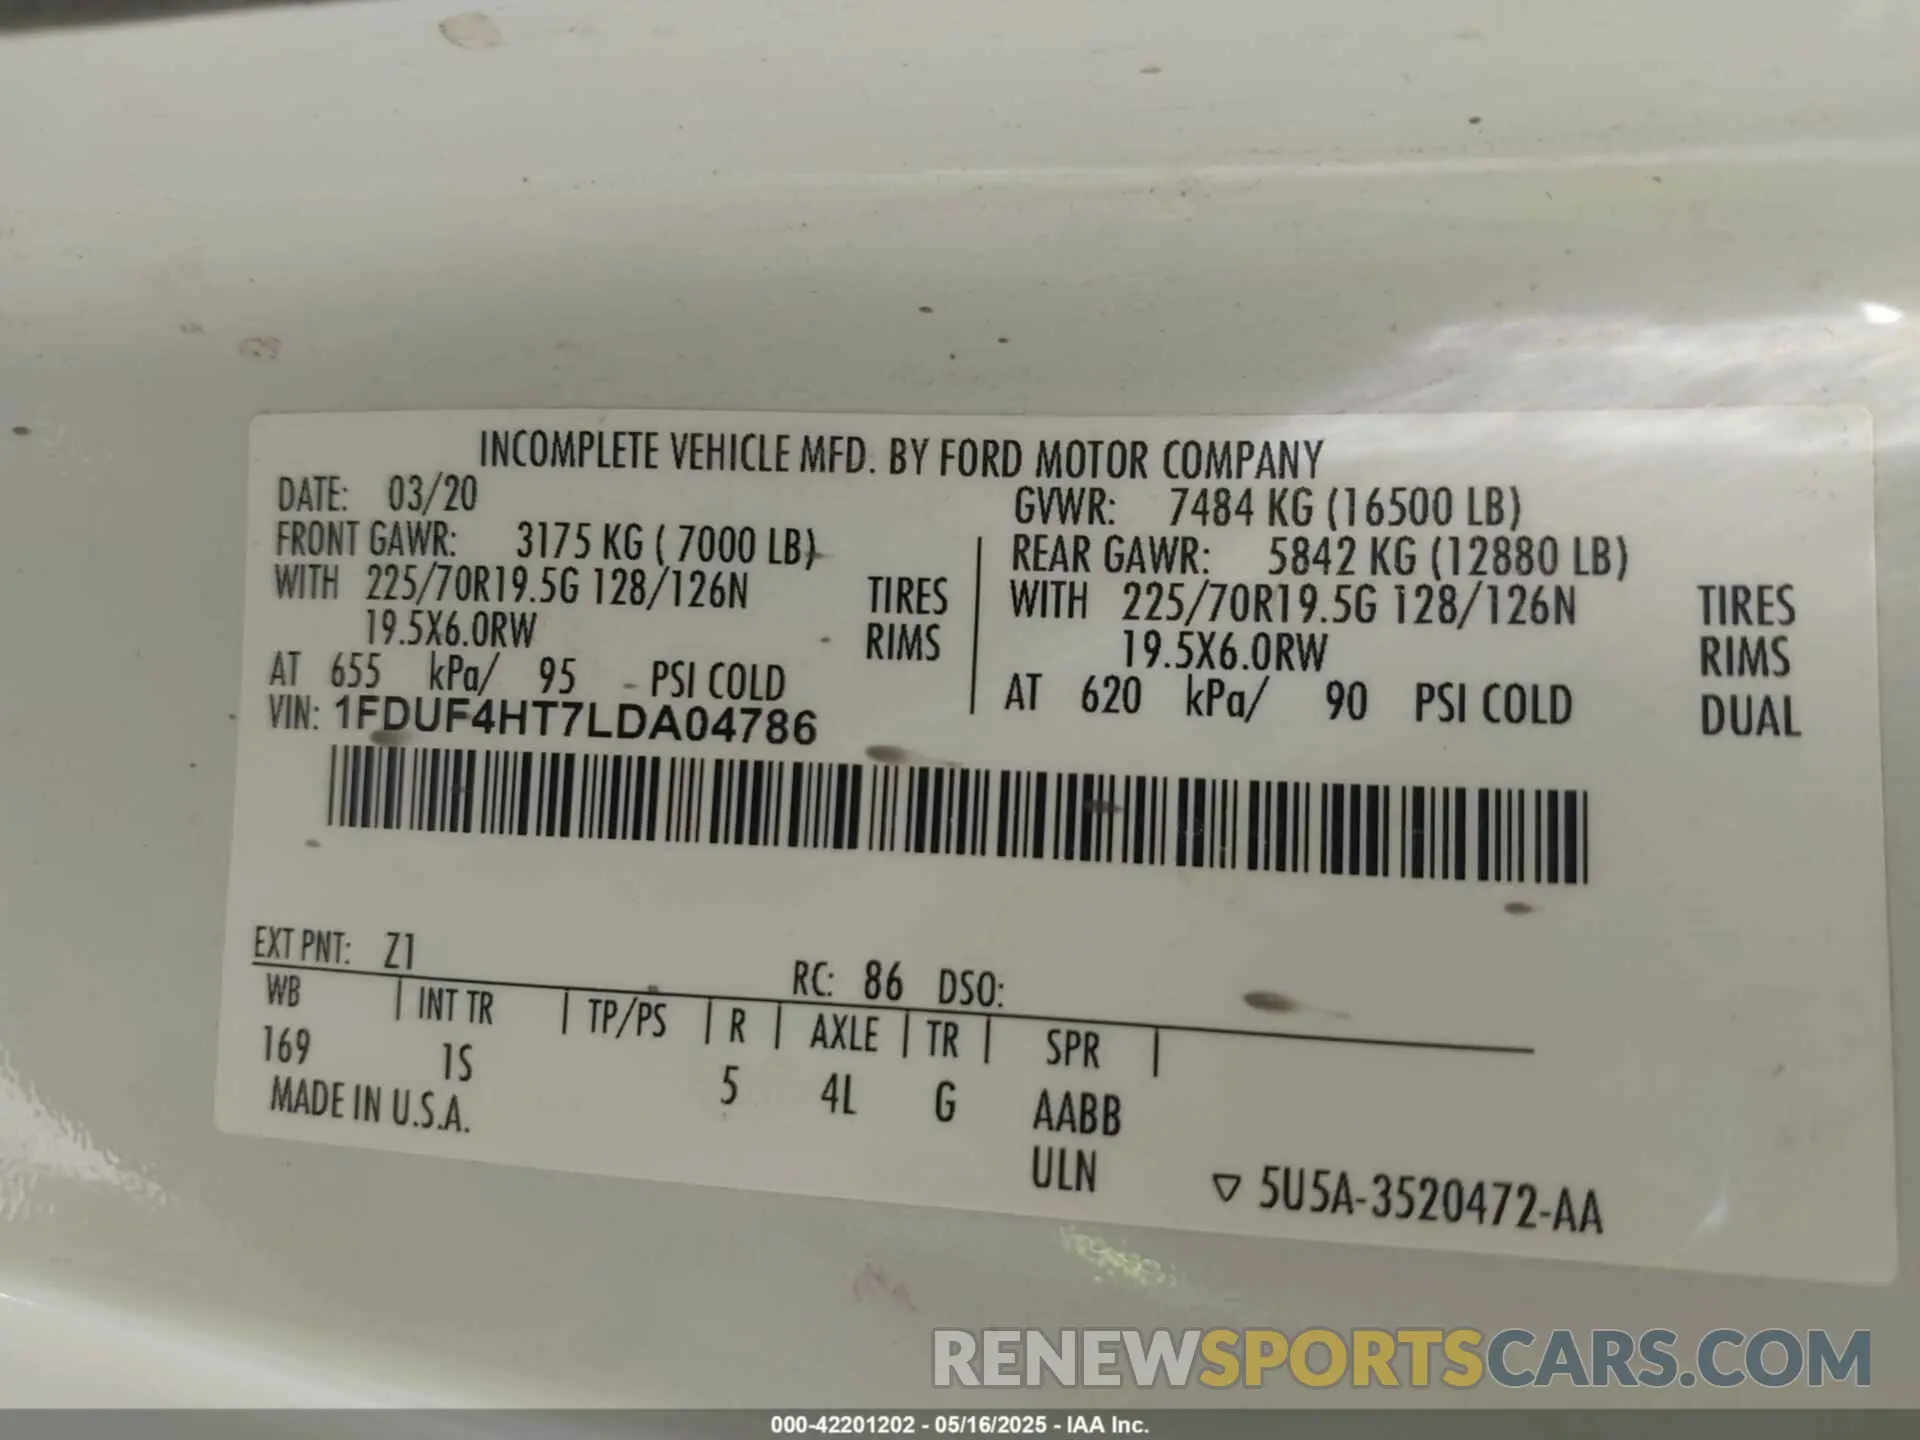 INCOMPLETE VEHICLE MFD. BY FORD MOTOR COMPANY
DATE: 03/20 GVWR: 7484 KG (16500 LB)
FRONT GAWR: 3175 KG ( 7000 LB) REAR GAWR: 5842 KG (12880 LB)
WITH 225/70R19.5G 128/126N TIRES WITH 225/70R19.5G 128/126N TIRES
19.5X6.0RW RIMS 19.5X6.0RW RIMS
AT 655 kPa/ 95 PSI COLD AT 620 kPa/ 90 PSI COLD DUAL
VIN: 1FDUF4HT7LDA04786
EXT PNT: Z1 RC: 86 DSO:
WB INT TR TP/PS R AXLE TR SPR
169 1S 5 4L G AABB
MADE IN U.S.A. ULN
▽ 5U5A-3520472-AA
RENEWSPORTSCARS.COM
000-42201202 - 05/16/2025 - IAA Inc.